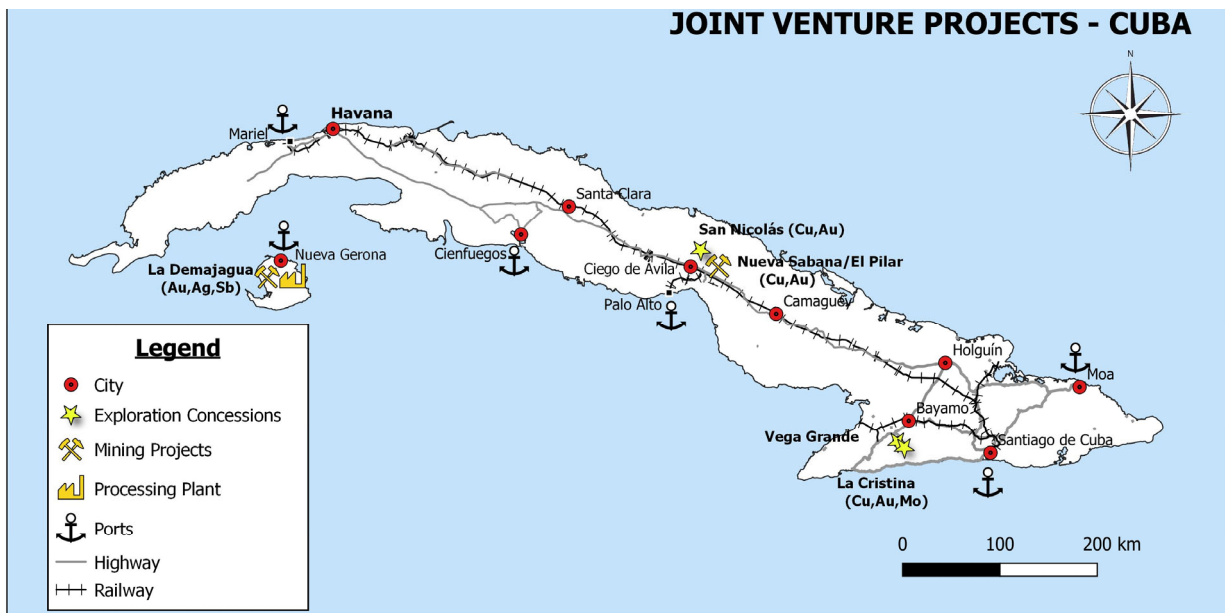 JOINT VENTURE PROJECTS - CUBA
N
Havana
Mariel
Santa Clara
San Nicolás (Cu,Au)
Nueva Gerona
Cienfuegos
La Demajagua
(Au,Ag,Sb)
Ciego de Ávila
Nueva Sabana/El Pilar
(Cu,Au)
Palo Alto
Camaguey
Holguín
Moa
Bayamo
Vega Grande
Santiago de Cuba
La Cristina
(Cu,Au,Mo)
Legend
City
Exploration Concessions
Mining Projects
Processing Plant
Ports
Highway
Railway
0 100 200 km